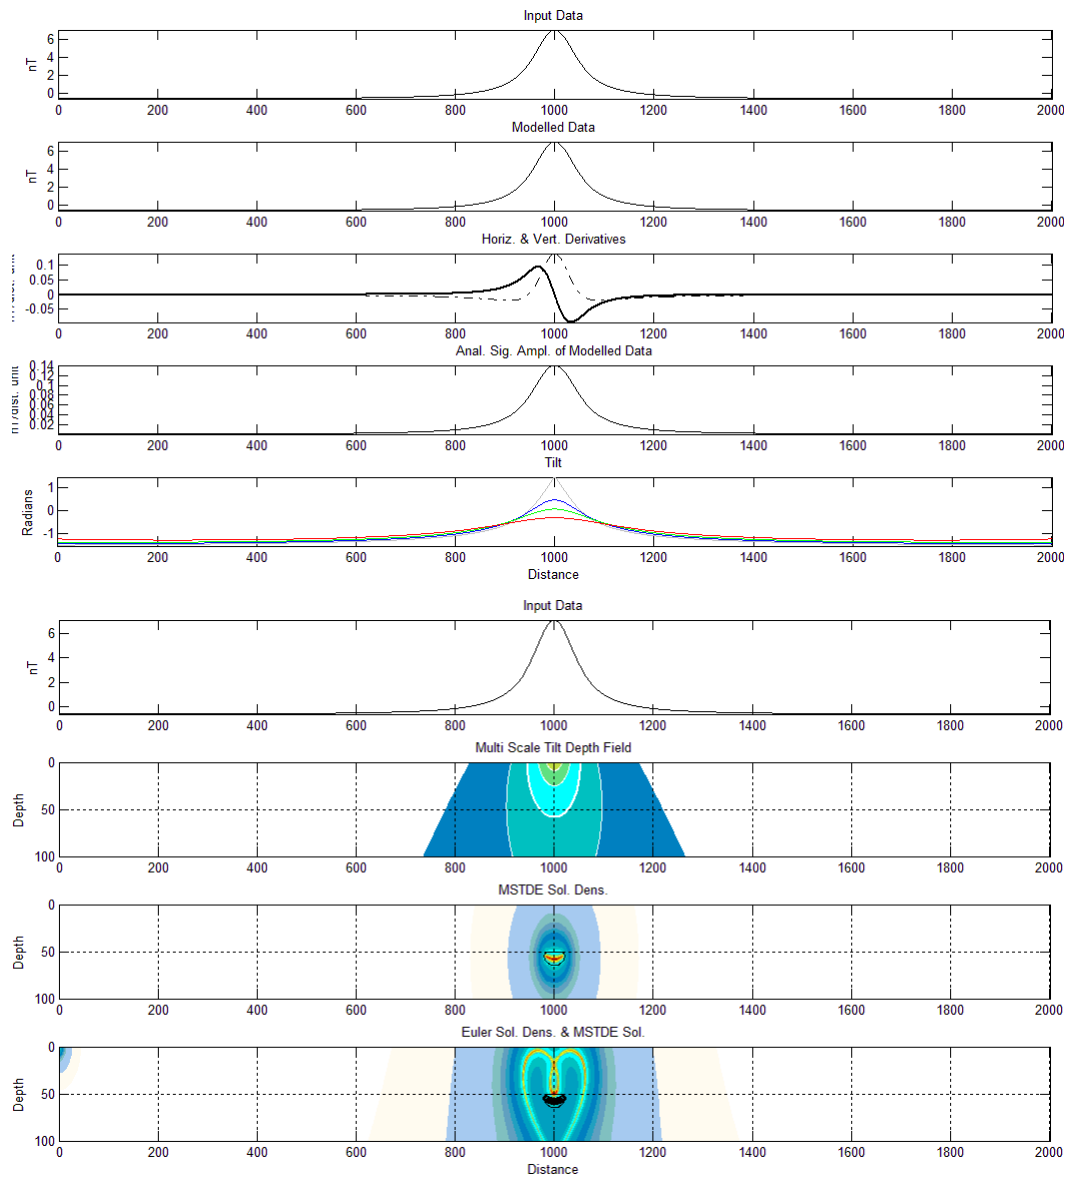 Input Data
nT
6
4
2
0
0 200 400 600 800 1000 1200 1400 1600 1800 2000
Modelled Data
nT
6
4
2
0
0 200 400 600 800 1000 1200 1400 1600 1800 2000
Horiz. & Vert. Derivatives
0.1
0.05
0
-0.05
0 200 400 600 800 1000 1200 1400 1600 1800 2000
Anal. Sig. Ampl. of Modelled Data
nT/dist. unit
0.14
0.12
0.1
0.08
0.06
0.04
0.02
0 200 400 600 800 1000 1200 1400 1600 1800 2000
Tilt
Radians
1
0
-1
0 200 400 600 800 1000 1200 1400 1600 1800 2000
Distance
Input Data
nT
6
4
2
0
0 200 400 600 800 1000 1200 1400 1600 1800 2000
Multi Scale Tilt Depth Field
Depth
0
50
100
0 200 400 600 800 1000 1200 1400 1600 1800 2000
MSTDE Sol. Dens.
Depth
0
50
100
0 200 400 600 800 1000 1200 1400 1600 1800 2000
Euler Sol. Dens. & MSTDE Sol.
Depth
0
50
100
0 200 400 600 800 1000 1200 1400 1600 1800 2000
Distance